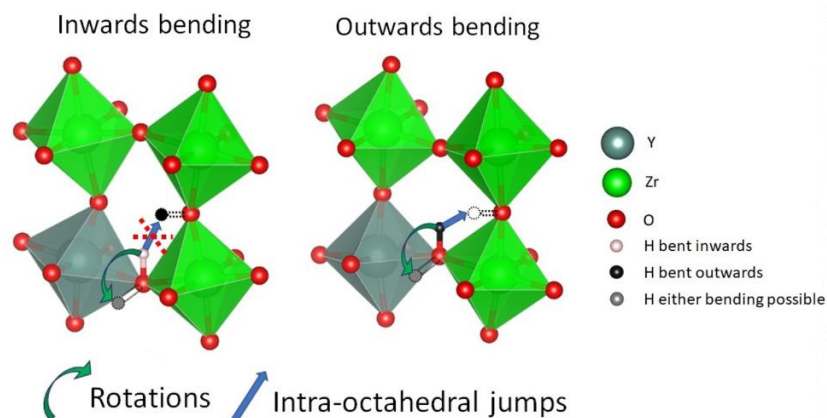 Inwards bending
Outwards bending
Y
Zr
O
H bent inwards
H bent outwards
H either bending possible
Rotations
Intra-octahedral jumps